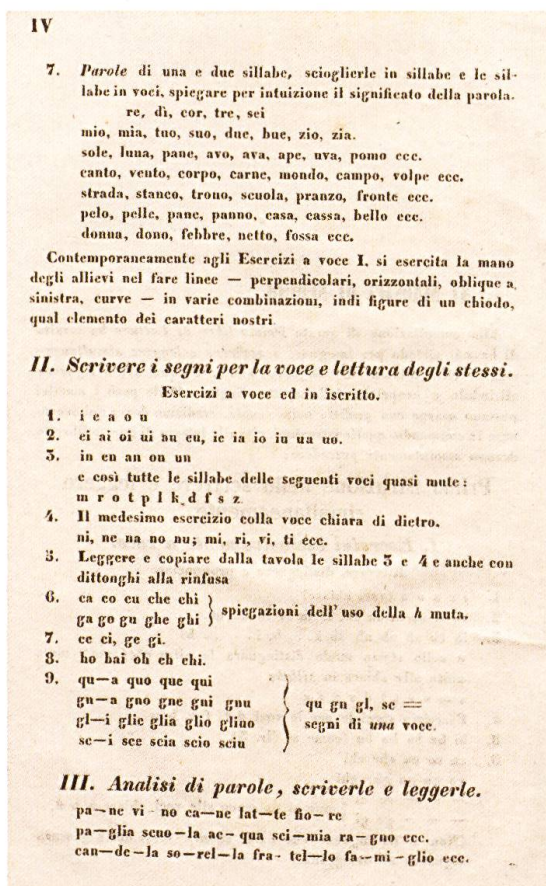 IV
7. Parole di una e due sillabe, scioglierle in sillabe e le sil-
labe in voci, spiegare per intuizione il significato della parola.
re, dì, cor, tre, sei
mio, mia, tuo, suo, due, bue, zio, zia.
sole, luna, pane, avo, ava, ape, uva, pomo ecc.
canto, vento, corpo, carne, mondo, campo, volpe ecc.
strada, stanco, trono, scuola, pranzo, fronte ecc.
pelo, pelle, pane, panno, casa, cassa, bello ecc.
donna, dono, febbre, netto, fossa ecc.
Contemporaneamente agli Esercizi a voce I, si esercita la mano
degli allievi nel fare linee — perpendicolari, orizzontali, oblique a
sinistra, curve — in varie combinazioni, indi figure di un chiodo,
qual elemento dei caratteri nostri
II. Scrivere i segni per la voce e lettura degli stessi.
Esercizi a voce ed in iscritto.
1. i e a o u
2. ei ai oi ui au eu, ie ia io iu ua uo.
3. in en an on un
e così tutte le sillabe delle seguenti voci quasi mute:
m r o t p l k d f s z
4. Il medesimo esercizio colla voce chiara di dietro.
ni, ne na no nu; mi, ri, vi, ti ecc.
5. Leggere e copiare dalla tavola le sillabe 3 e 4 e anche con
dittonghi alla rinfusa
6. ca co cu che chi
ga go gu ghe ghi } spiegazioni dell' uso della h muta.
7. ce ci, ge gi.
8. ho hai oh eh chi.
9. qu—a quo que qui
gn—a gno gne gni gnu } qu gn gl, sc =
gl—i glie glia glio gliuo segni di una voce.
sc—i sce scia scio sciu
III. Analisi di parole, scriverle e leggerle.
pa—ne vi-no ca—ne lat—te fio—re
pa—glia scuo—la ac—qua sci—mia ra—gno ecc.
can—de—la so—rel—la fra-tel—lo fa—mi—glio ecc.